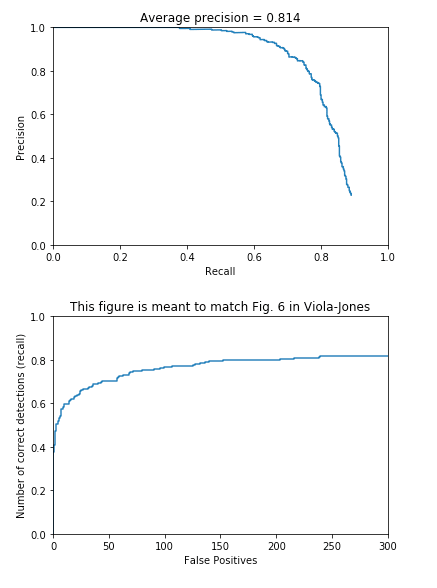 Average precision = 0.814
1.0
0.8
0.6
0.4
0.2
0.0
Precision
0.0 0.2 0.4 0.6 0.8 1.0
Recall
This figure is meant to match Fig. 6 in Viola-Jones
1.0
0.8
0.6
0.4
0.2
0.0
Number of correct detections (recall)
0 50 100 150 200 250 300
False Positives